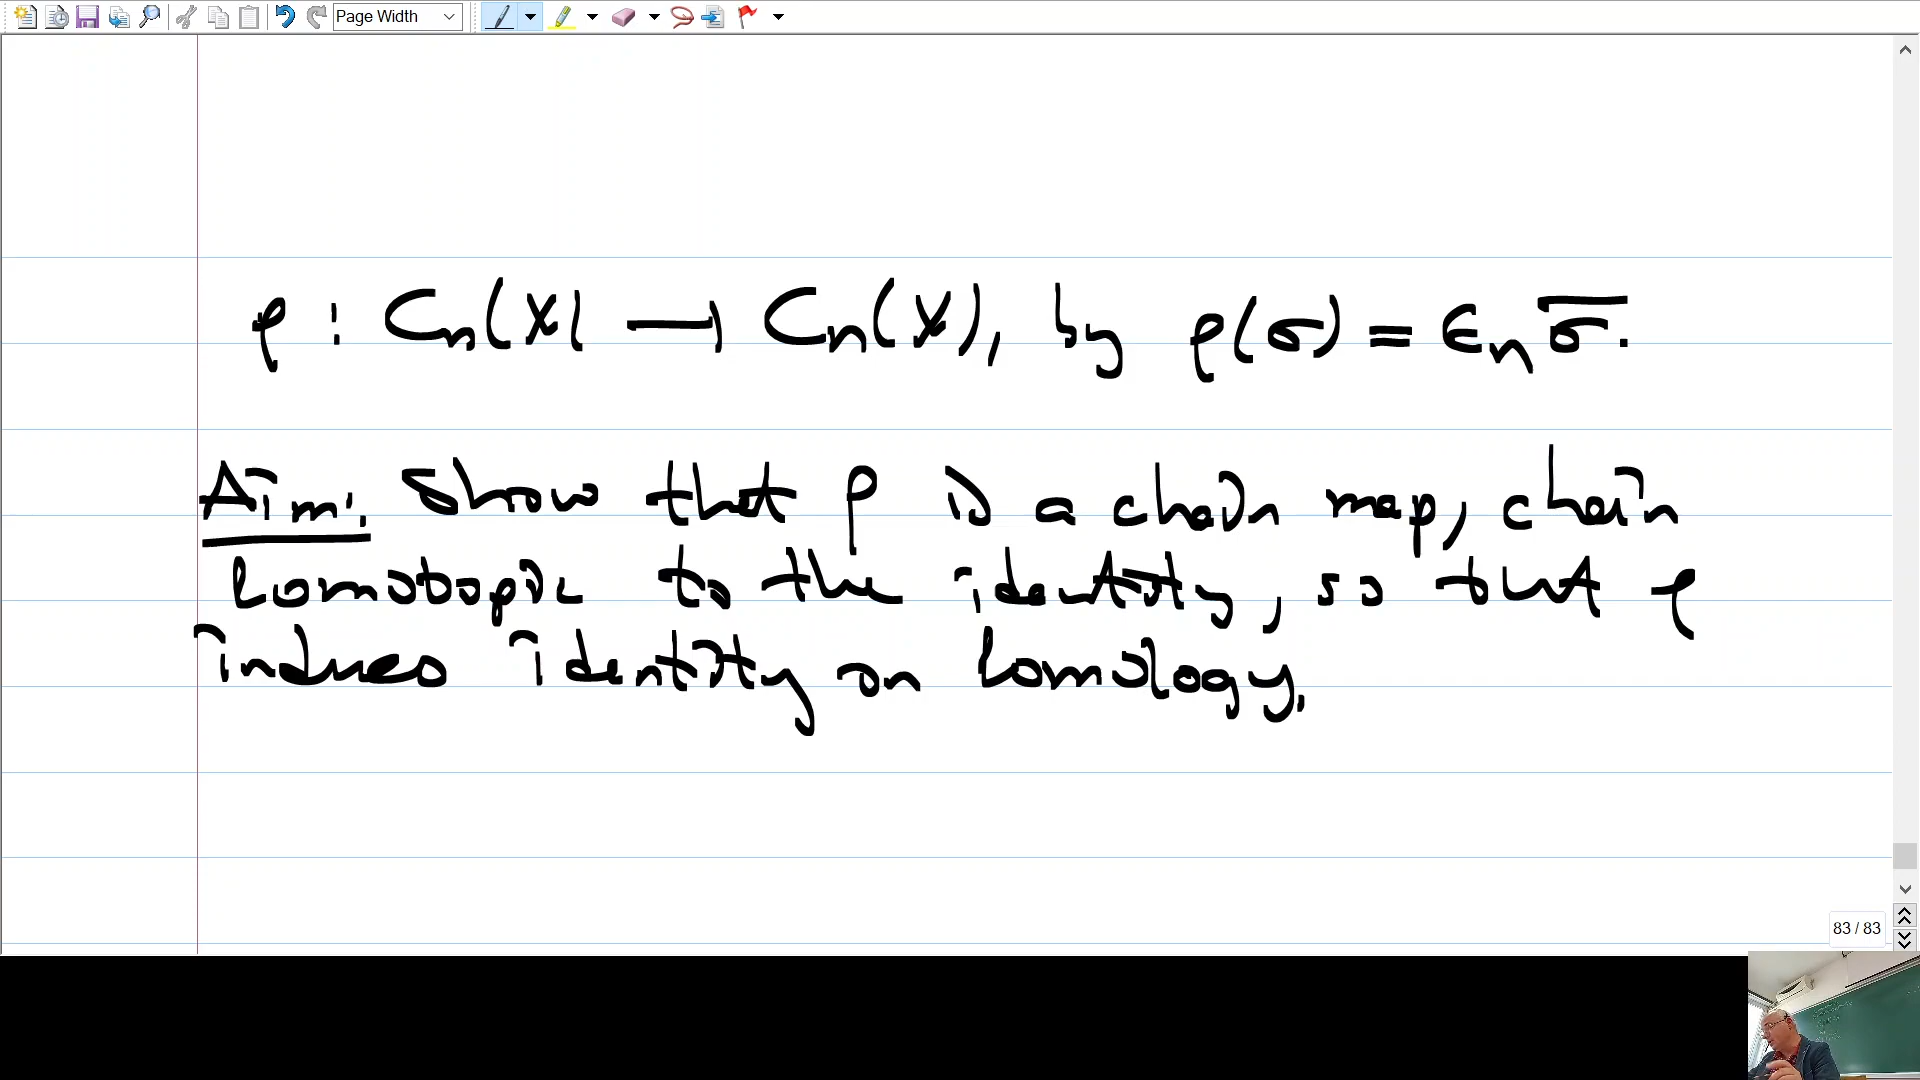 Page Width
ρ : Cn(X) → Cn(X), by ρ(σ) = ϵn σ̅.
Aim: Show that ρ is a chain map, chain
homotopic to the identity, so that ρ
induces identity on homology.
83 / 83